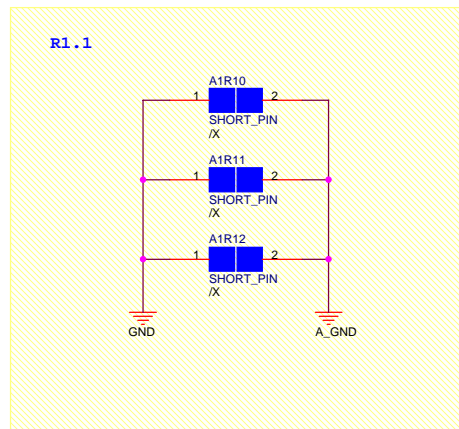 R1.1
A1R10
1 2
SHORT_PIN
/X
A1R11
1 2
SHORT_PIN
/X
A1R12
1 2
SHORT_PIN
/X
GND A_GND